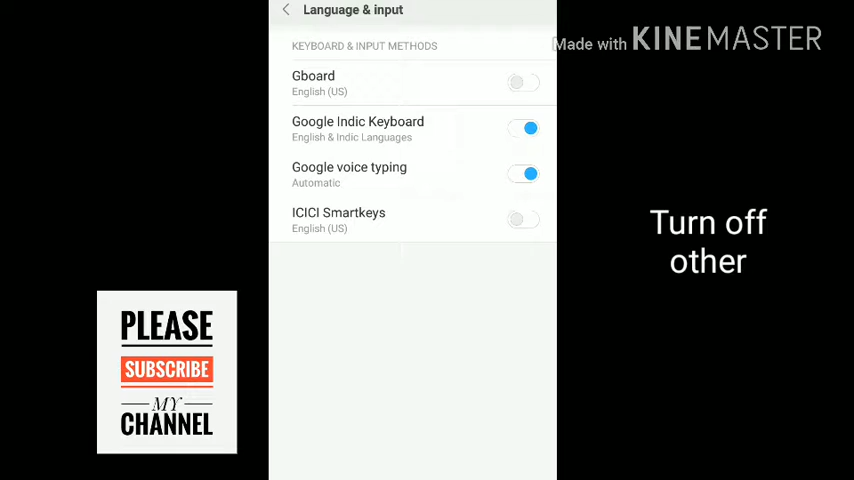 Language & input
KEYBOARD & INPUT METHODS
Made with KINEMASTER
Gboard
English (US)
Google Indic Keyboard
English & Indic Languages
Google voice typing
Automatic
ICICI Smartkeys
English (US)
Turn off
other
PLEASE
SUBSCRIBE
MY
CHANNEL